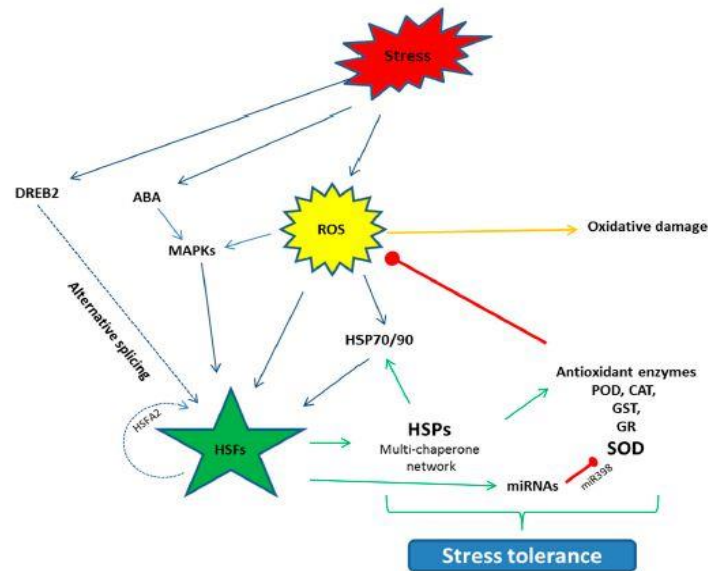 Stress
DREB2
ABA
ROS
Oxidative damage
MAPKs
Alternative splicing
HSP70/90
Antioxidant enzymes
POD, CAT,
GST,
GR
SOD
HSFA2
HSFs
HSPs
Multi-chaperone
network
miRNAs
miR398
Stress tolerance